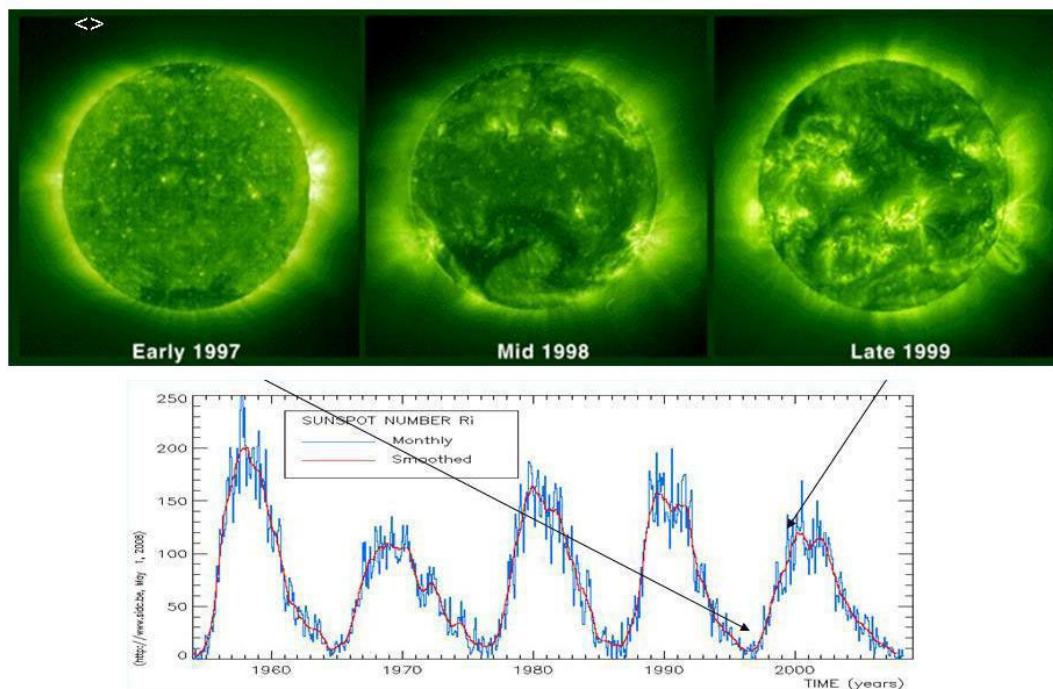 <>
Early 1997
Mid 1998
Late 1999
SUNSPOT NUMBER Ri
Monthly
Smoothed
250
200
150
100
50
0
(http://www.sidc.be, May 1, 2008)
1960
1970
1980
1990
2000
TIME (years)